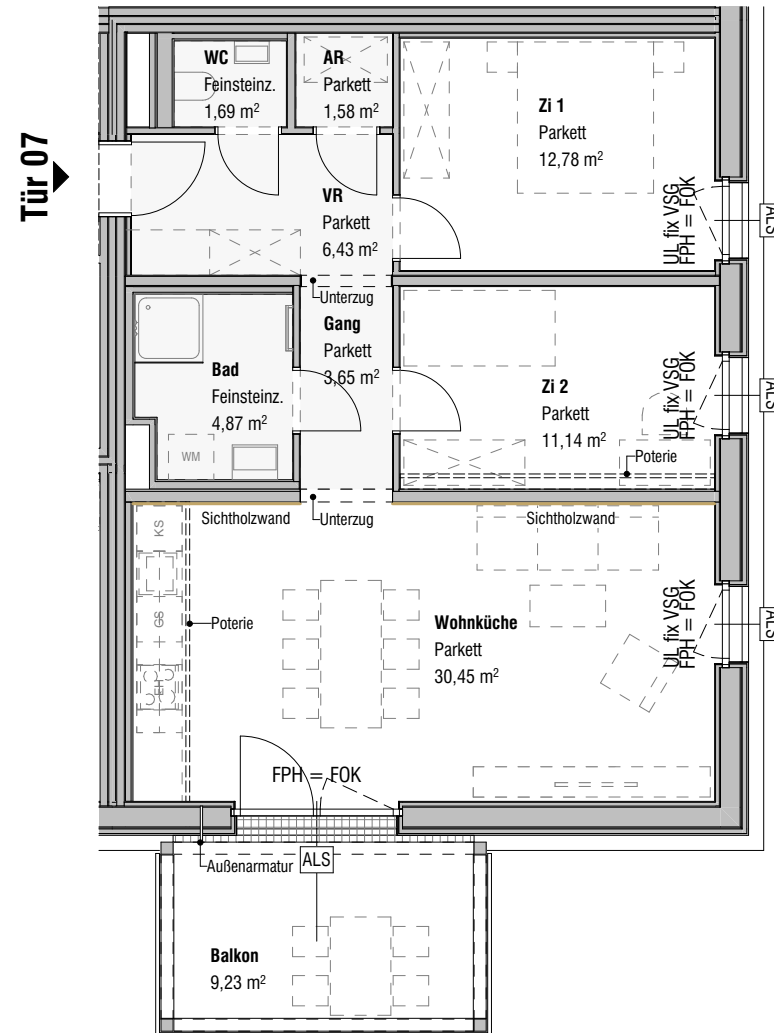 WC
Feinsteinz.
1,69 m²
AR
Parkett
1,58 m²
Zi 1
Parkett
12,78 m²
Tür 07
VR
Parkett
6,43 m²
UL fix VSG
FPH = FOK
ALS
Unterzug
Gang
Parkett
3,65 m²
Bad
Feinsteinz.
4,87 m²
WM
Zi 2
Parkett
11,14 m²
UL fix VSG
FPH = FOK
ALS
Poterie
Sichtholzwand
Unterzug
Sichtholzwand
KS
GS
EH
Poterie
Wohnküche
Parkett
30,45 m²
UL fix VSG
FPH = FOK
ALS
FPH = FOK
Außenarmatur
ALS
Balkon
9,23 m²